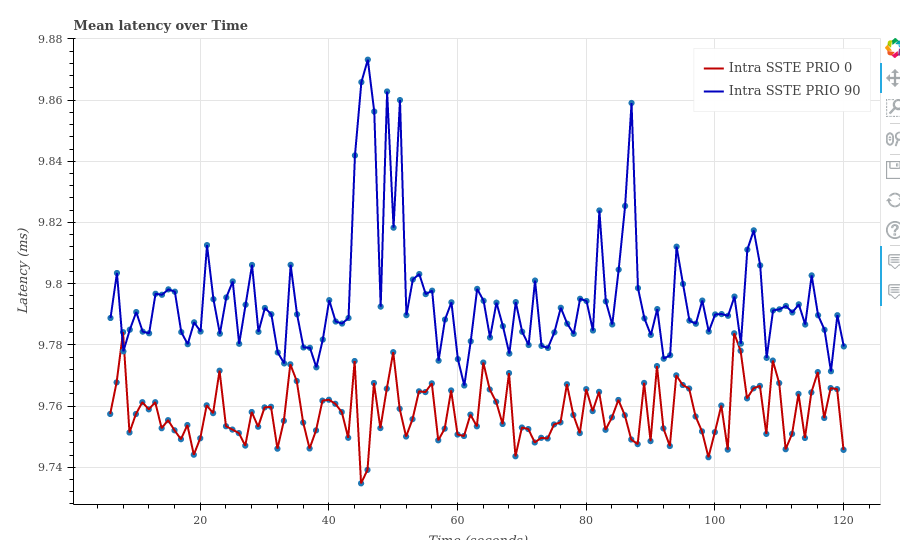 Mean latency over Time
9.88
9.86
9.84
9.82
9.8
9.78
9.76
9.74
Latency (ms)
Intra SSTE PRIO 0
Intra SSTE PRIO 90
20
40
60
80
100
120
Time (seconds)